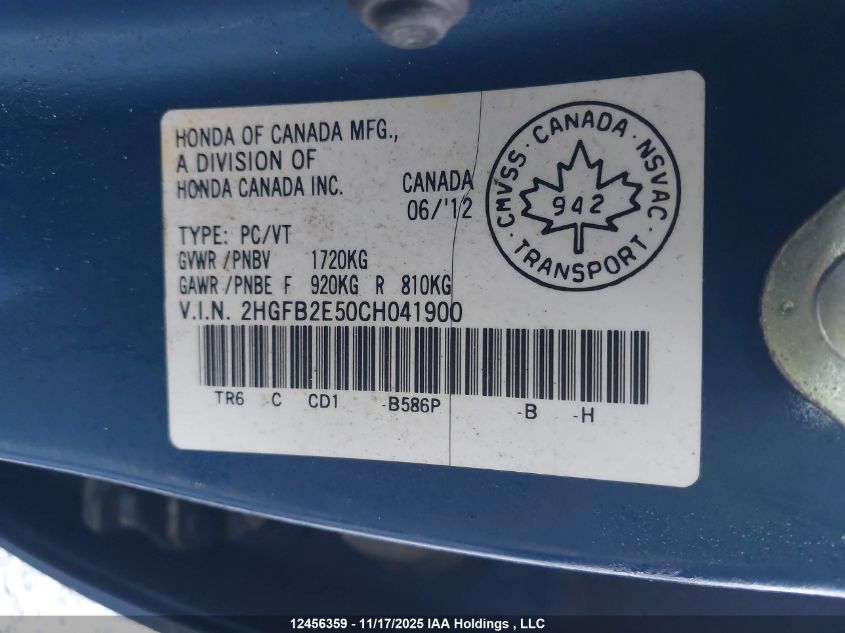 HONDA OF CANADA MFG.,
A DIVISION OF
HONDA CANADA INC. CANADA
06/'12
TYPE: PC/VT
GVWR/PNBV 1720KG
GAWR/PNBE F 920KG R 810KG
V.I.N. 2HGFB2E50CH041900
TR6 C CD1 -B586P -B -H
CMVSS · CANADA · NSVAC ·
942
TRANSPORT
12456359 - 11/17/2025 IAA Holdings , LLC